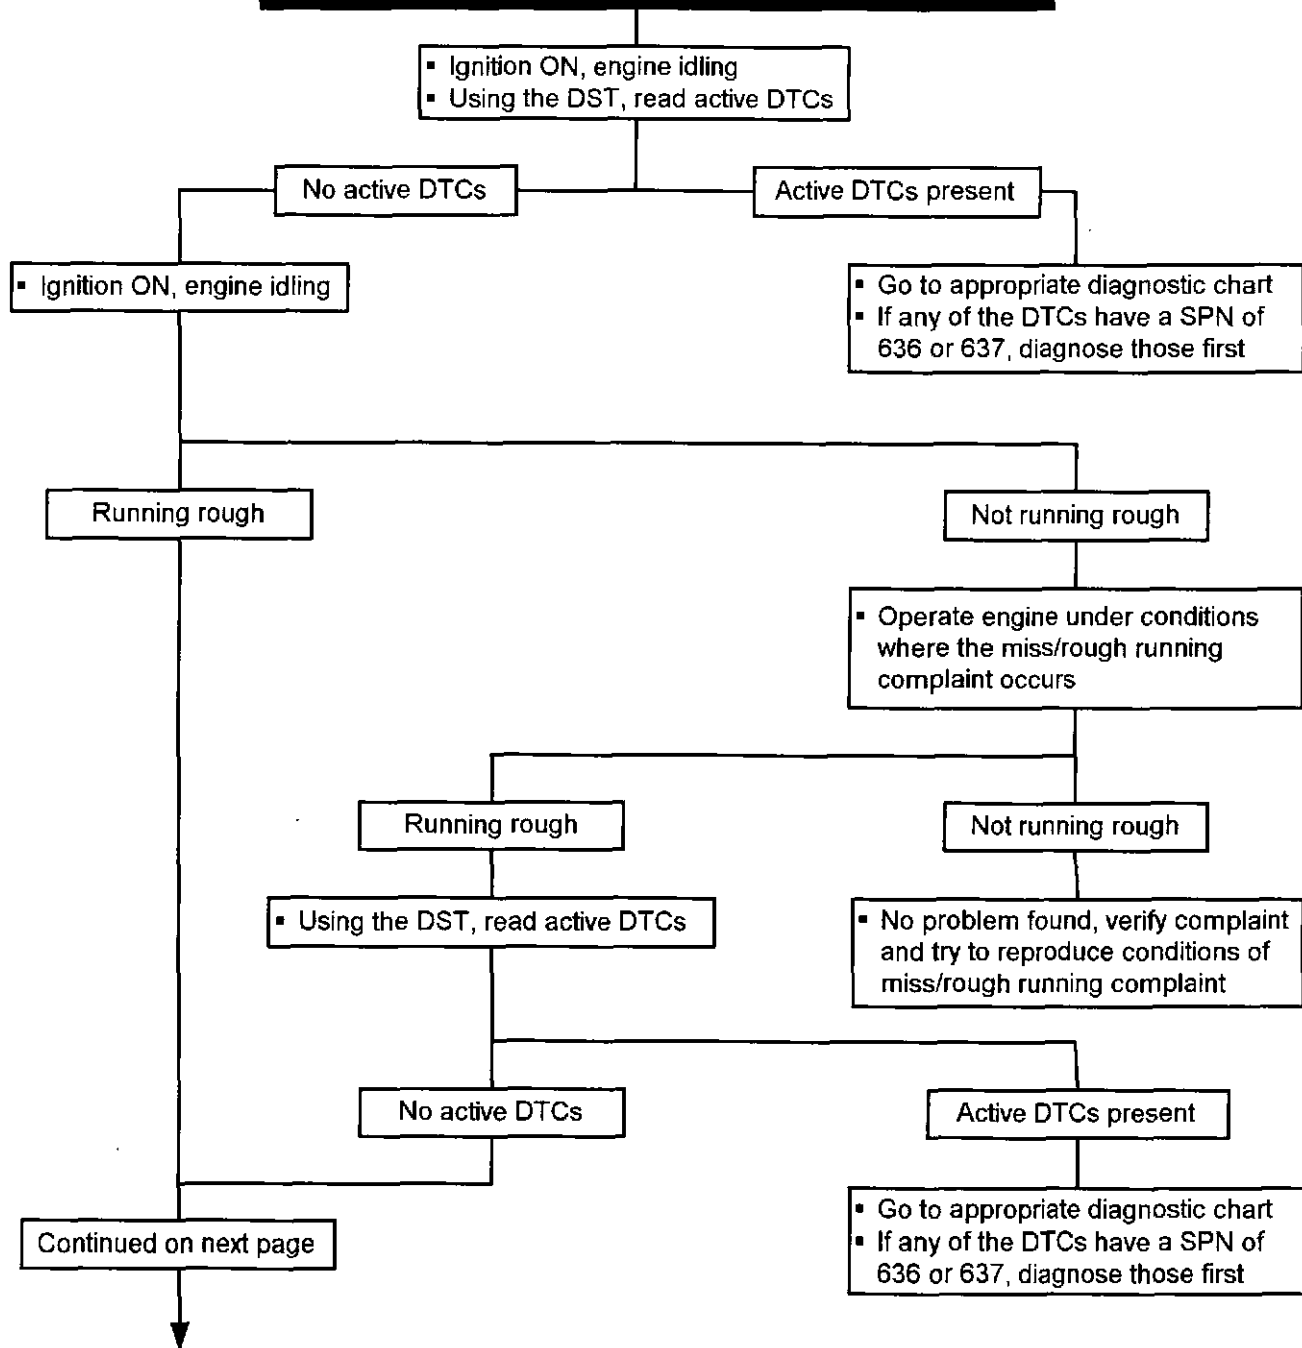 ▪ Ignition ON, engine idling
▪ Using the DST, read active DTCs
No active DTCs
Active DTCs present
▪ Ignition ON, engine idling
▪ Go to appropriate diagnostic chart
▪ If any of the DTCs have a SPN of
636 or 637, diagnose those first
Running rough
Not running rough
▪ Operate engine under conditions
where the miss/rough running
complaint occurs
Running rough
Not running rough
▪ Using the DST, read active DTCs
▪ No problem found, verify complaint
and try to reproduce conditions of
miss/rough running complaint
No active DTCs
Active DTCs present
Continued on next page
▪ Go to appropriate diagnostic chart
▪ If any of the DTCs have a SPN of
636 or 637, diagnose those first